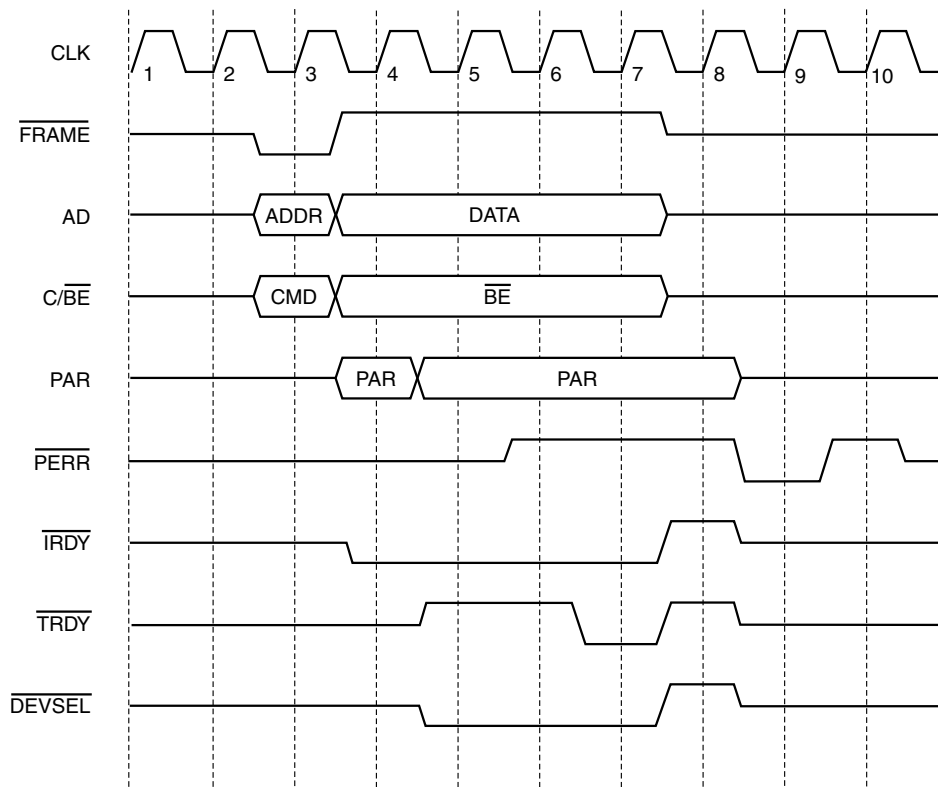 CLK
1 2 3 4 5 6 7 8 9 10
FRAME
AD ADDR DATA
C/BE CMD BE
PAR PAR PAR
PERR
IRDY
TRDY
DEVSEL